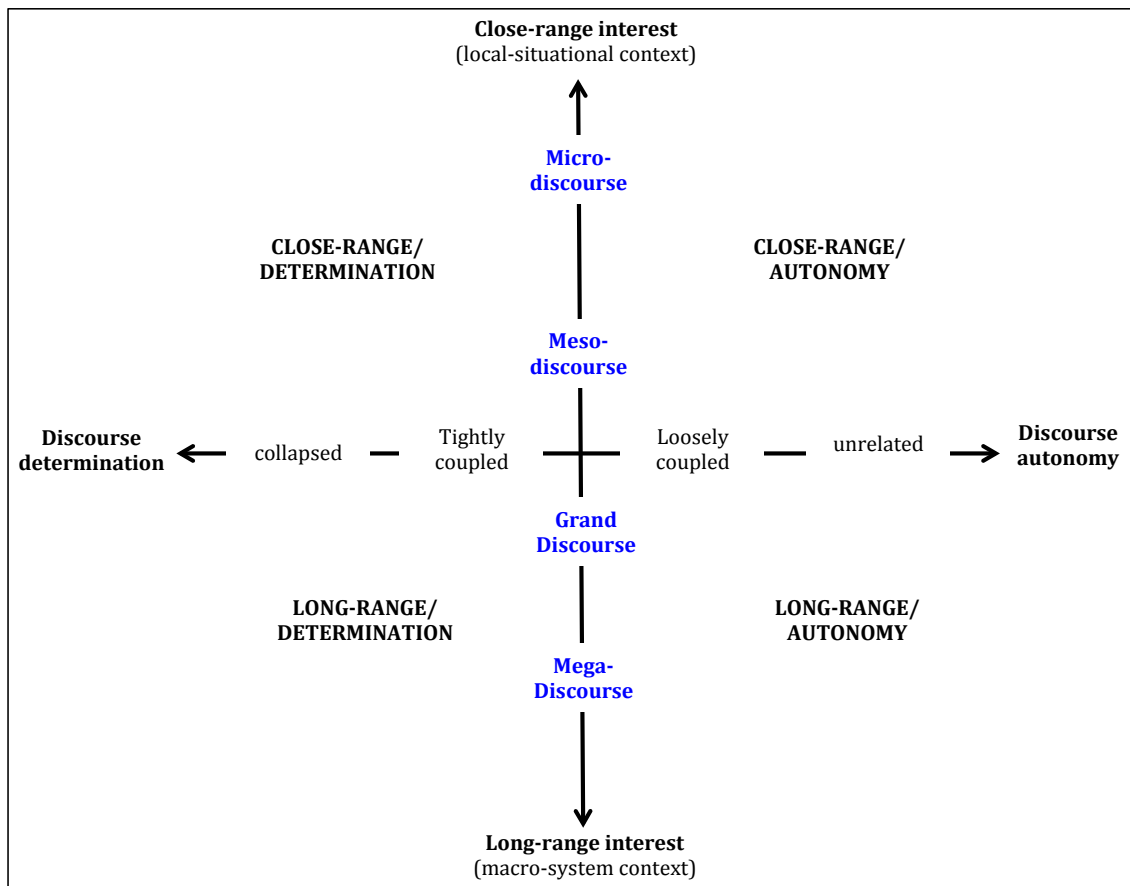 Close-range interest
(local-situational context)
Micro-
discourse
CLOSE-RANGE/
DETERMINATION
CLOSE-RANGE/
AUTONOMY
Meso-
discourse
Discourse
determination
collapsed
Tightly
coupled
Loosely
coupled
unrelated
Discourse
autonomy
Grand
Discourse
LONG-RANGE/
DETERMINATION
LONG-RANGE/
AUTONOMY
Mega-
Discourse
Long-range interest
(macro-system context)